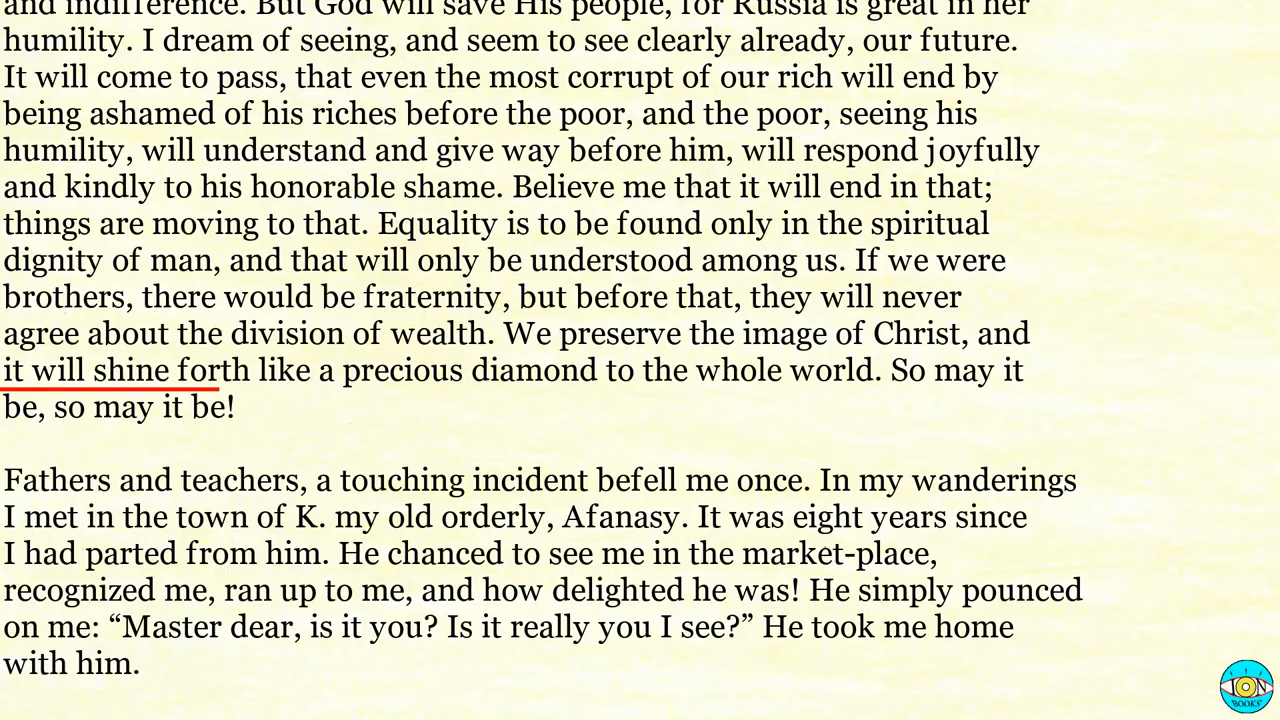 and indifference. But God will save His people, for Russia is great in her
humility. I dream of seeing, and seem to see clearly already, our future.
It will come to pass, that even the most corrupt of our rich will end by
being ashamed of his riches before the poor, and the poor, seeing his
humility, will understand and give way before him, will respond joyfully
and kindly to his honorable shame. Believe me that it will end in that;
things are moving to that. Equality is to be found only in the spiritual
dignity of man, and that will only be understood among us. If we were
brothers, there would be fraternity, but before that, they will never
agree about the division of wealth. We preserve the image of Christ, and
it will shine forth like a precious diamond to the whole world. So may it
be, so may it be!
Fathers and teachers, a touching incident befell me once. In my wanderings
I met in the town of K. my old orderly, Afanasy. It was eight years since
I had parted from him. He chanced to see me in the market-place,
recognized me, ran up to me, and how delighted he was! He simply pounced
on me: “Master dear, is it you? Is it really you I see?” He took me home
with him.
ION
BOOKS